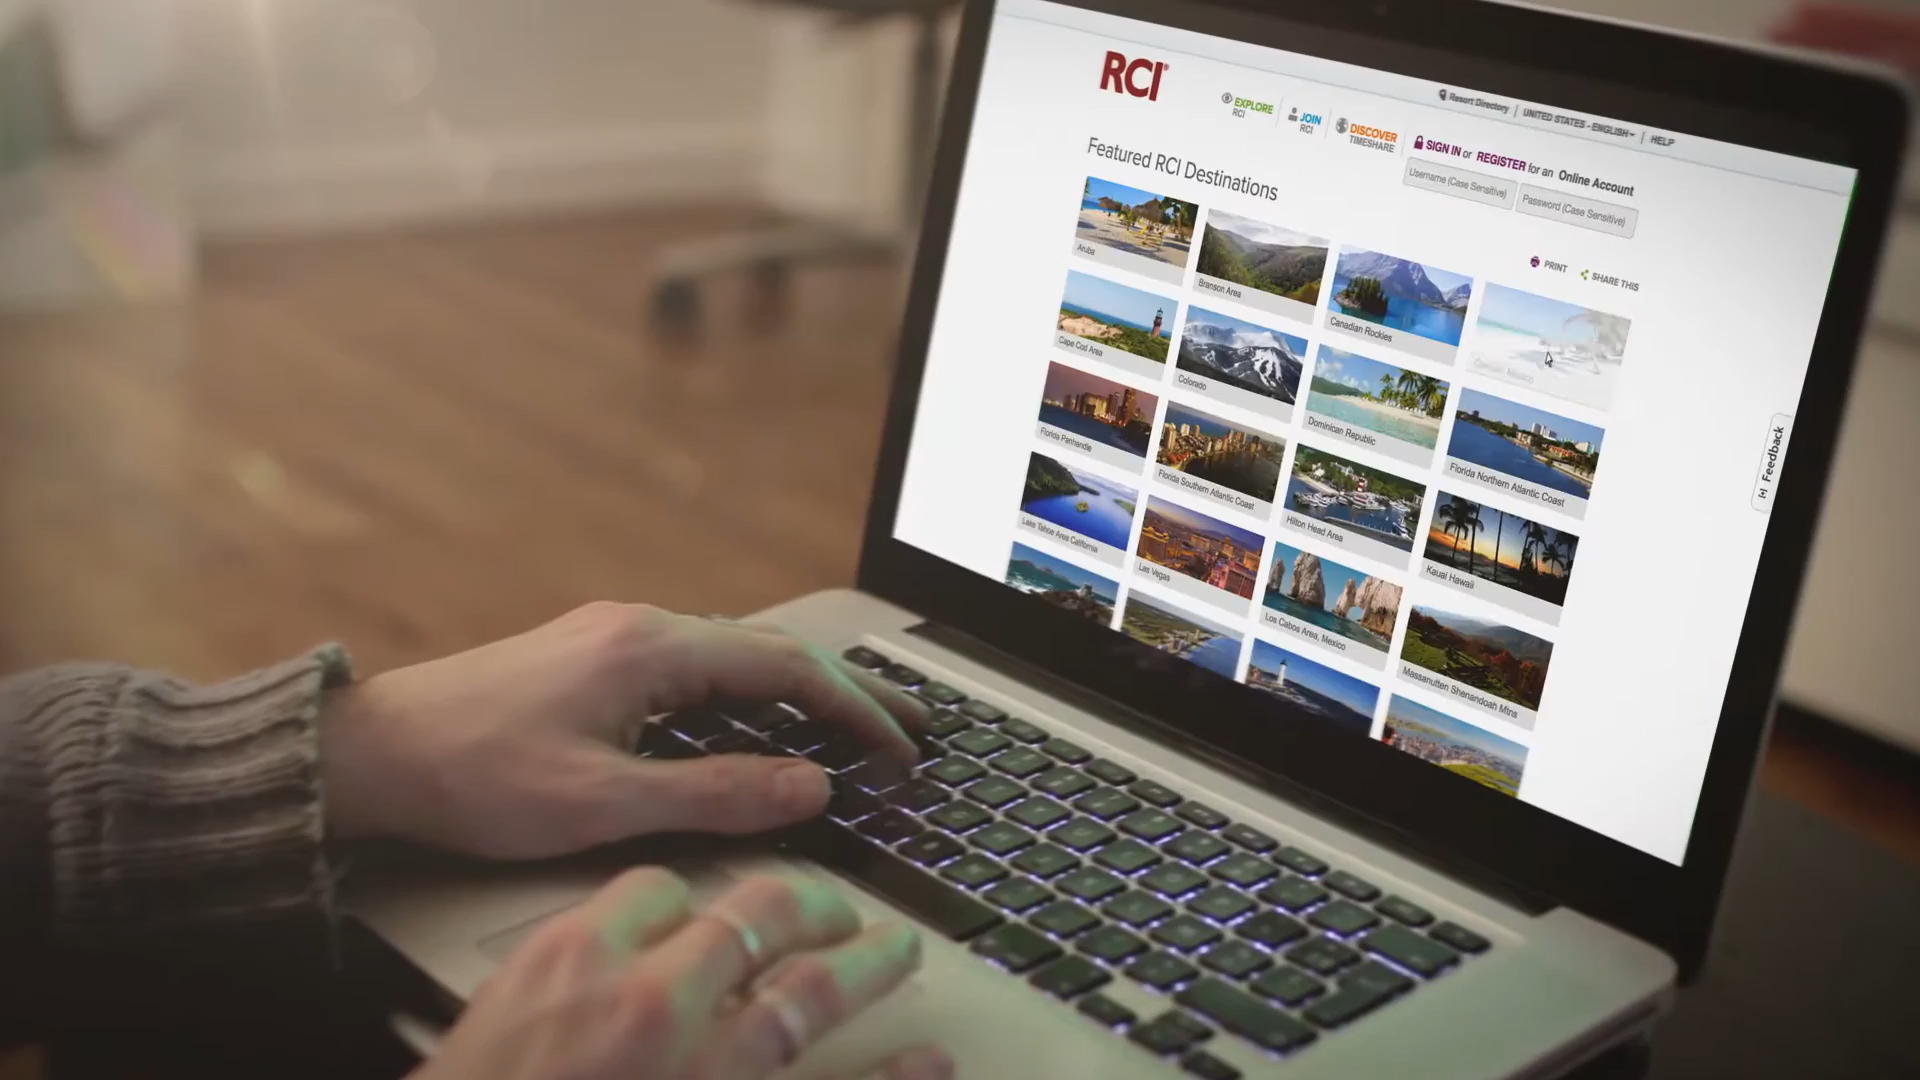 RCI®
Resort Directory | UNITED STATES - ENGLISH | HELP
EXPLORE
RCI
JOIN
RCI
DISCOVER
TIMESHARE
SIGN IN or REGISTER for an Online Account
Username (Case Sensitive)
Password (Case Sensitive)
Featured RCI Destinations
PRINT
SHARE THIS
Aruba
Branson Area
Canadian Rockies
Cancun, Mexico
Cape Cod Area
Colorado
Dominican Republic
Florida Northern Atlantic Coast
Florida Panhandle
Florida Southern Atlantic Coast
Hilton Head Area
Kauai Hawaii
Lake Tahoe Area California
Las Vegas
Los Cabos Area, Mexico
Massanutten Shenandoah Mtns
[+] Feedback